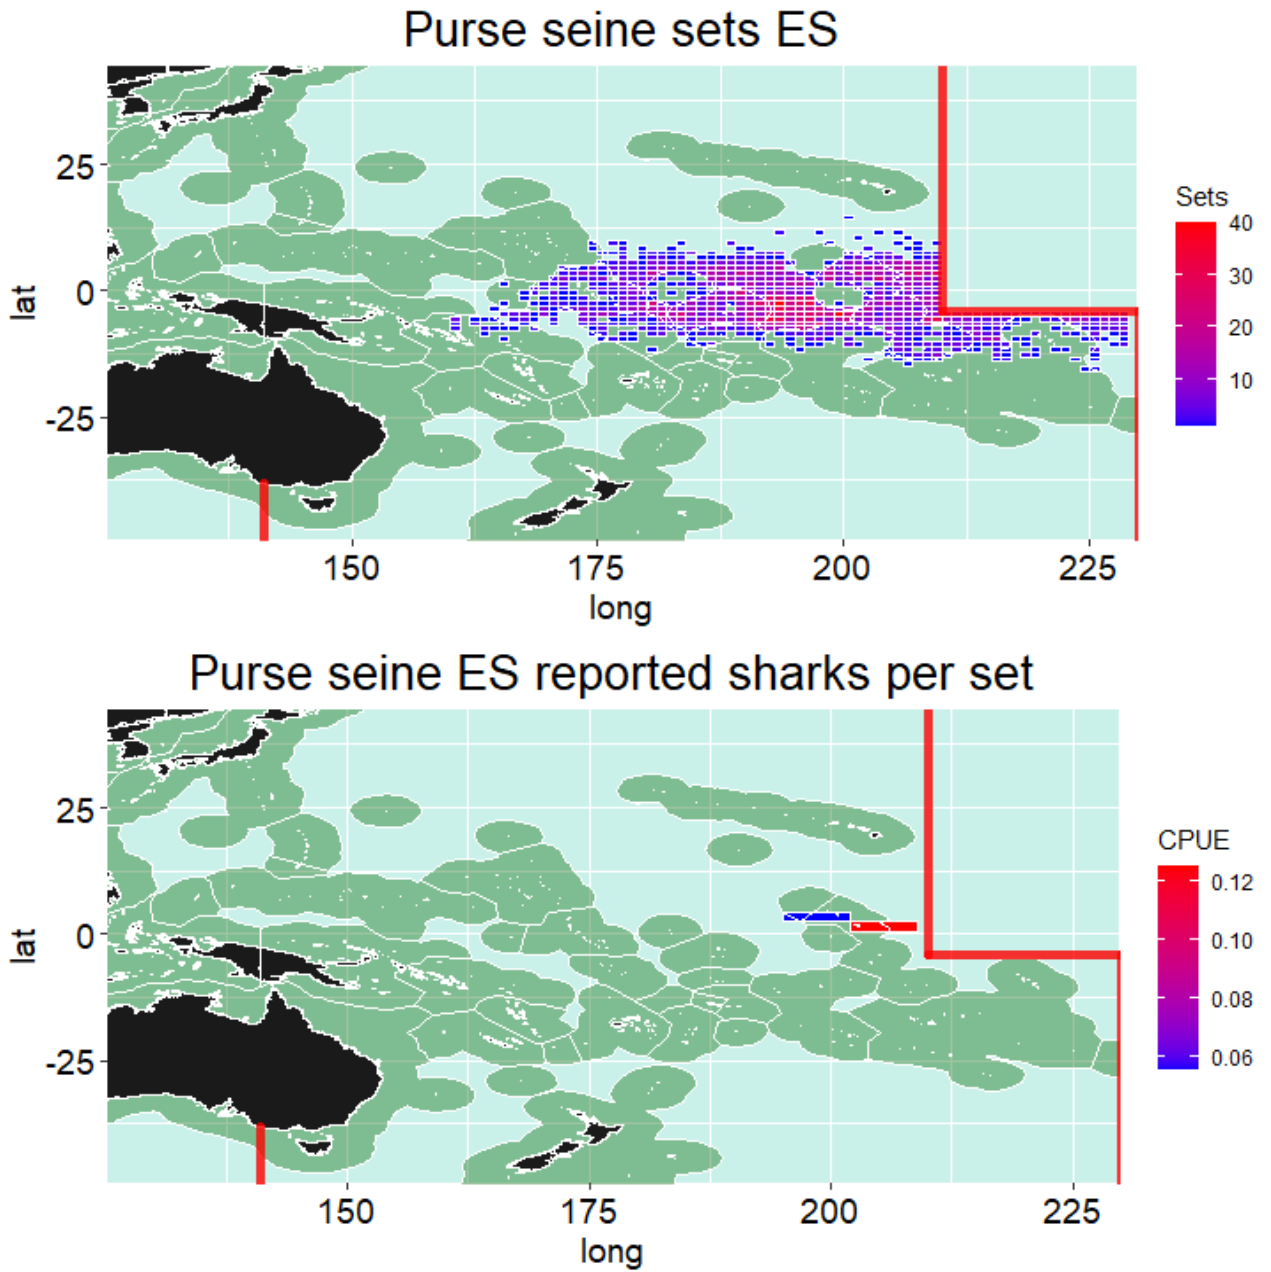 Purse seine sets ES
25
0
-25
lat
150 175 200 225
long
Sets
40
30
20
10
Purse seine ES reported sharks per set
25
0
-25
lat
150 175 200 225
long
CPUE
0.12
0.10
0.08
0.06